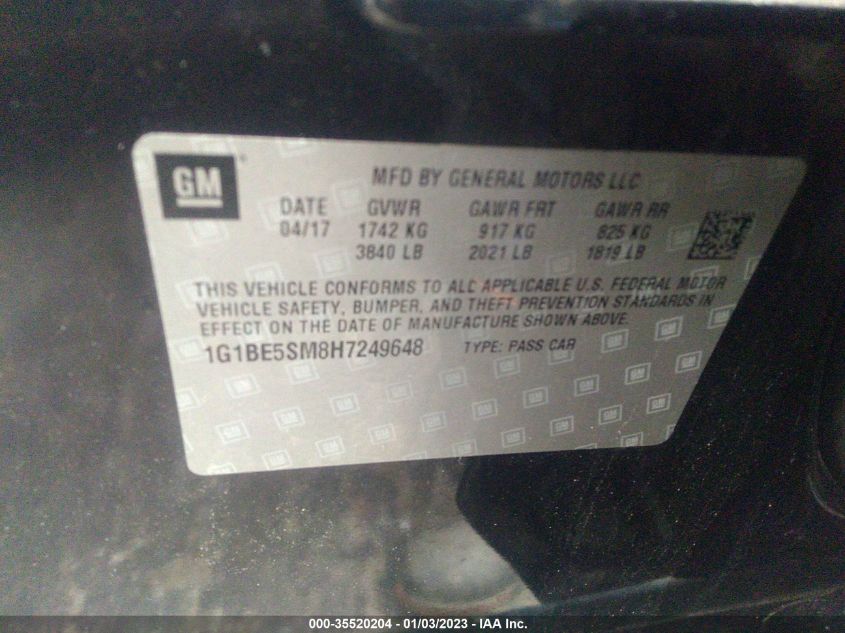 GM
MFD BY GENERAL MOTORS LLC
DATE GVWR GAWR FRT GAWR RR
04/17 1742 KG 917 KG 825 KG
3840 LB 2021 LB 1819 LB
THIS VEHICLE CONFORMS TO ALL APPLICABLE U.S. FEDERAL MOTOR
VEHICLE SAFETY, BUMPER, AND THEFT PREVENTION STANDARDS IN
EFFECT ON THE DATE OF MANUFACTURE SHOWN ABOVE.
1G1BE5SM8H7249648 TYPE: PASS CAR
000-35520204 - 01/03/2023 - IAA Inc.